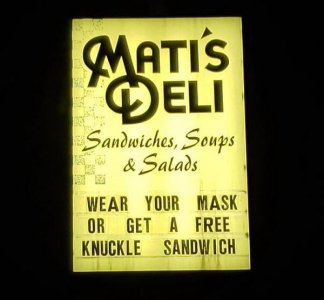 MATI'S
DELI
Sandwiches, Soups
& Salads
WEAR YOUR MASK
OR GET A FREE
KNUCKLE SANDWICH